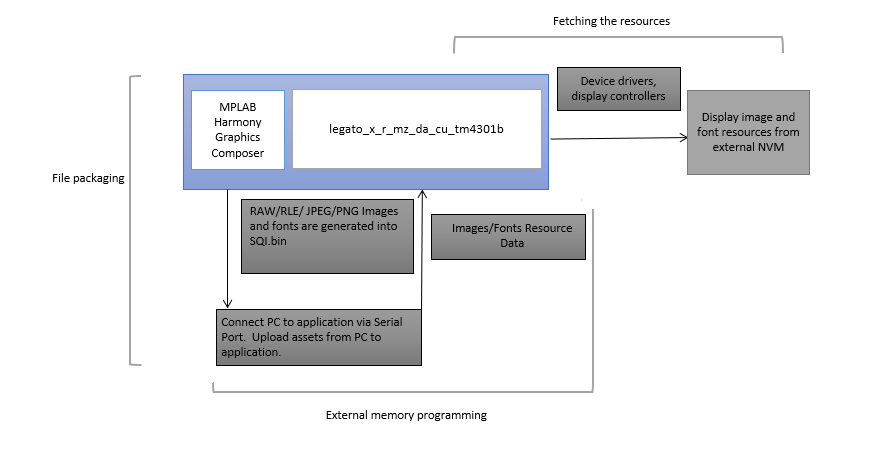 Fetching the resources
Device drivers,
display controllers
MPLAB
Harmony
Graphics
Composer
legato_x_r_mz_da_cu_tm4301b
Display image and
font resources from
external NVM
File packaging
RAW/RLE/ JPEG/PNG Images
and fonts are generated into
SQI.bin
Images/Fonts Resource
Data
Connect PC to application via Serial
Port.  Upload assets from PC to
application.
External memory programming